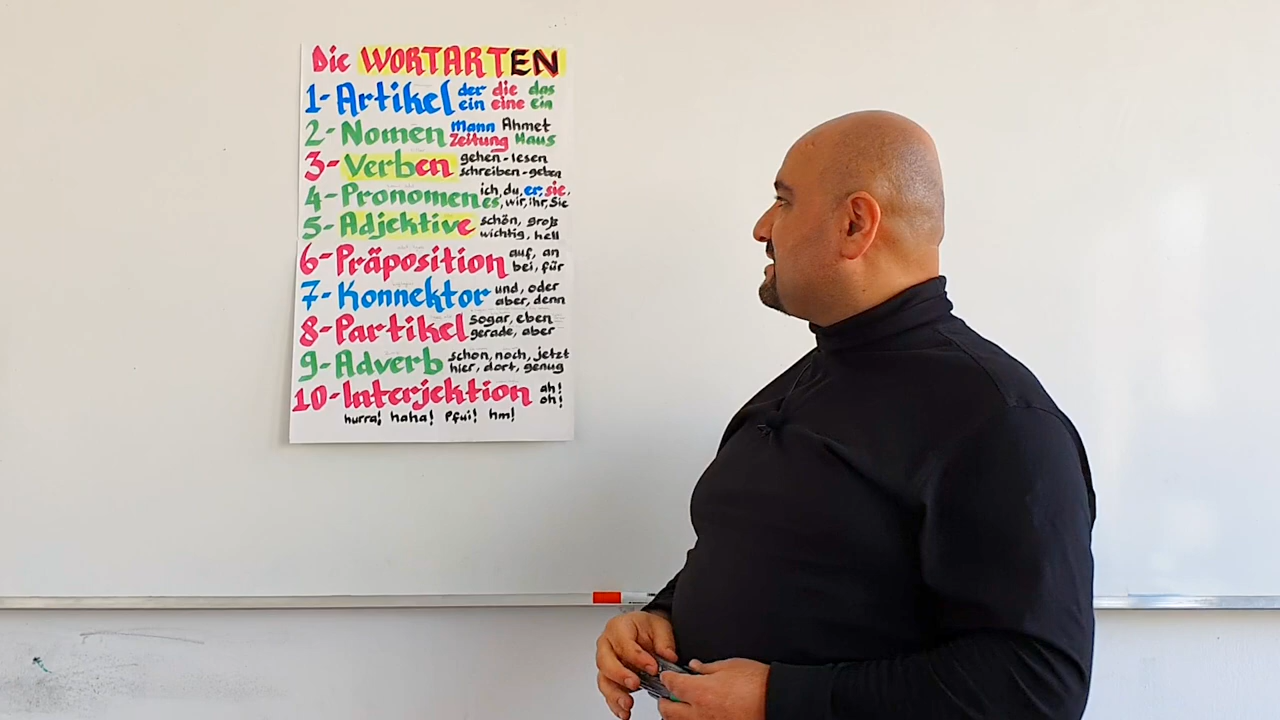 Die WORTARTEN
1- Artikel der die das
ein eine ein
2- Nomen Mann Ahmet
Zeitung Haus
3- Verben gehen - lesen
schreiben - geben
4- Pronomen ich, du, er, sie,
es, wir, ihr, Sie
5- Adjektive schön, groß
wichtig, hell
6- Präposition auf, an
bei, für
7- Konnektor und, oder
aber, denn
8- Partikel sogar, eben
gerade, aber
9- Adverb schon, noch, jetzt
hier, dort, genug
10- Interjektion ah!
oh!
hurra! haha! Pfui! hm!